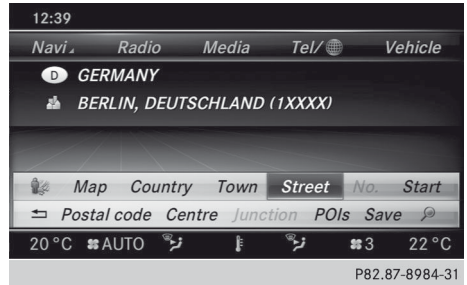 12:39
Navi Radio Media Tel/ Vehicle
D GERMANY
BERLIN, DEUTSCHLAND (1XXXX)
Map Country Town Street No. Start
Postal code Centre Junction POIs Save
20°C AUTO 3 22°C
P82.87-8984-31